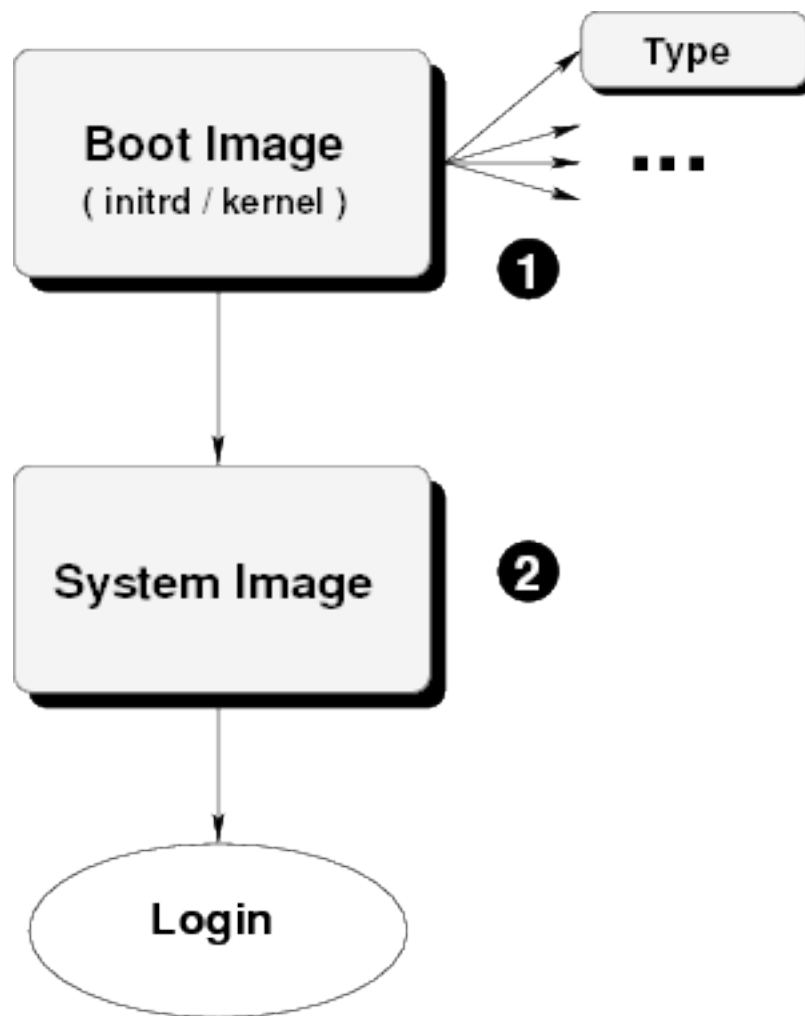 Type
Boot Image
( initrd / kernel )
...
1
System Image
2
Login